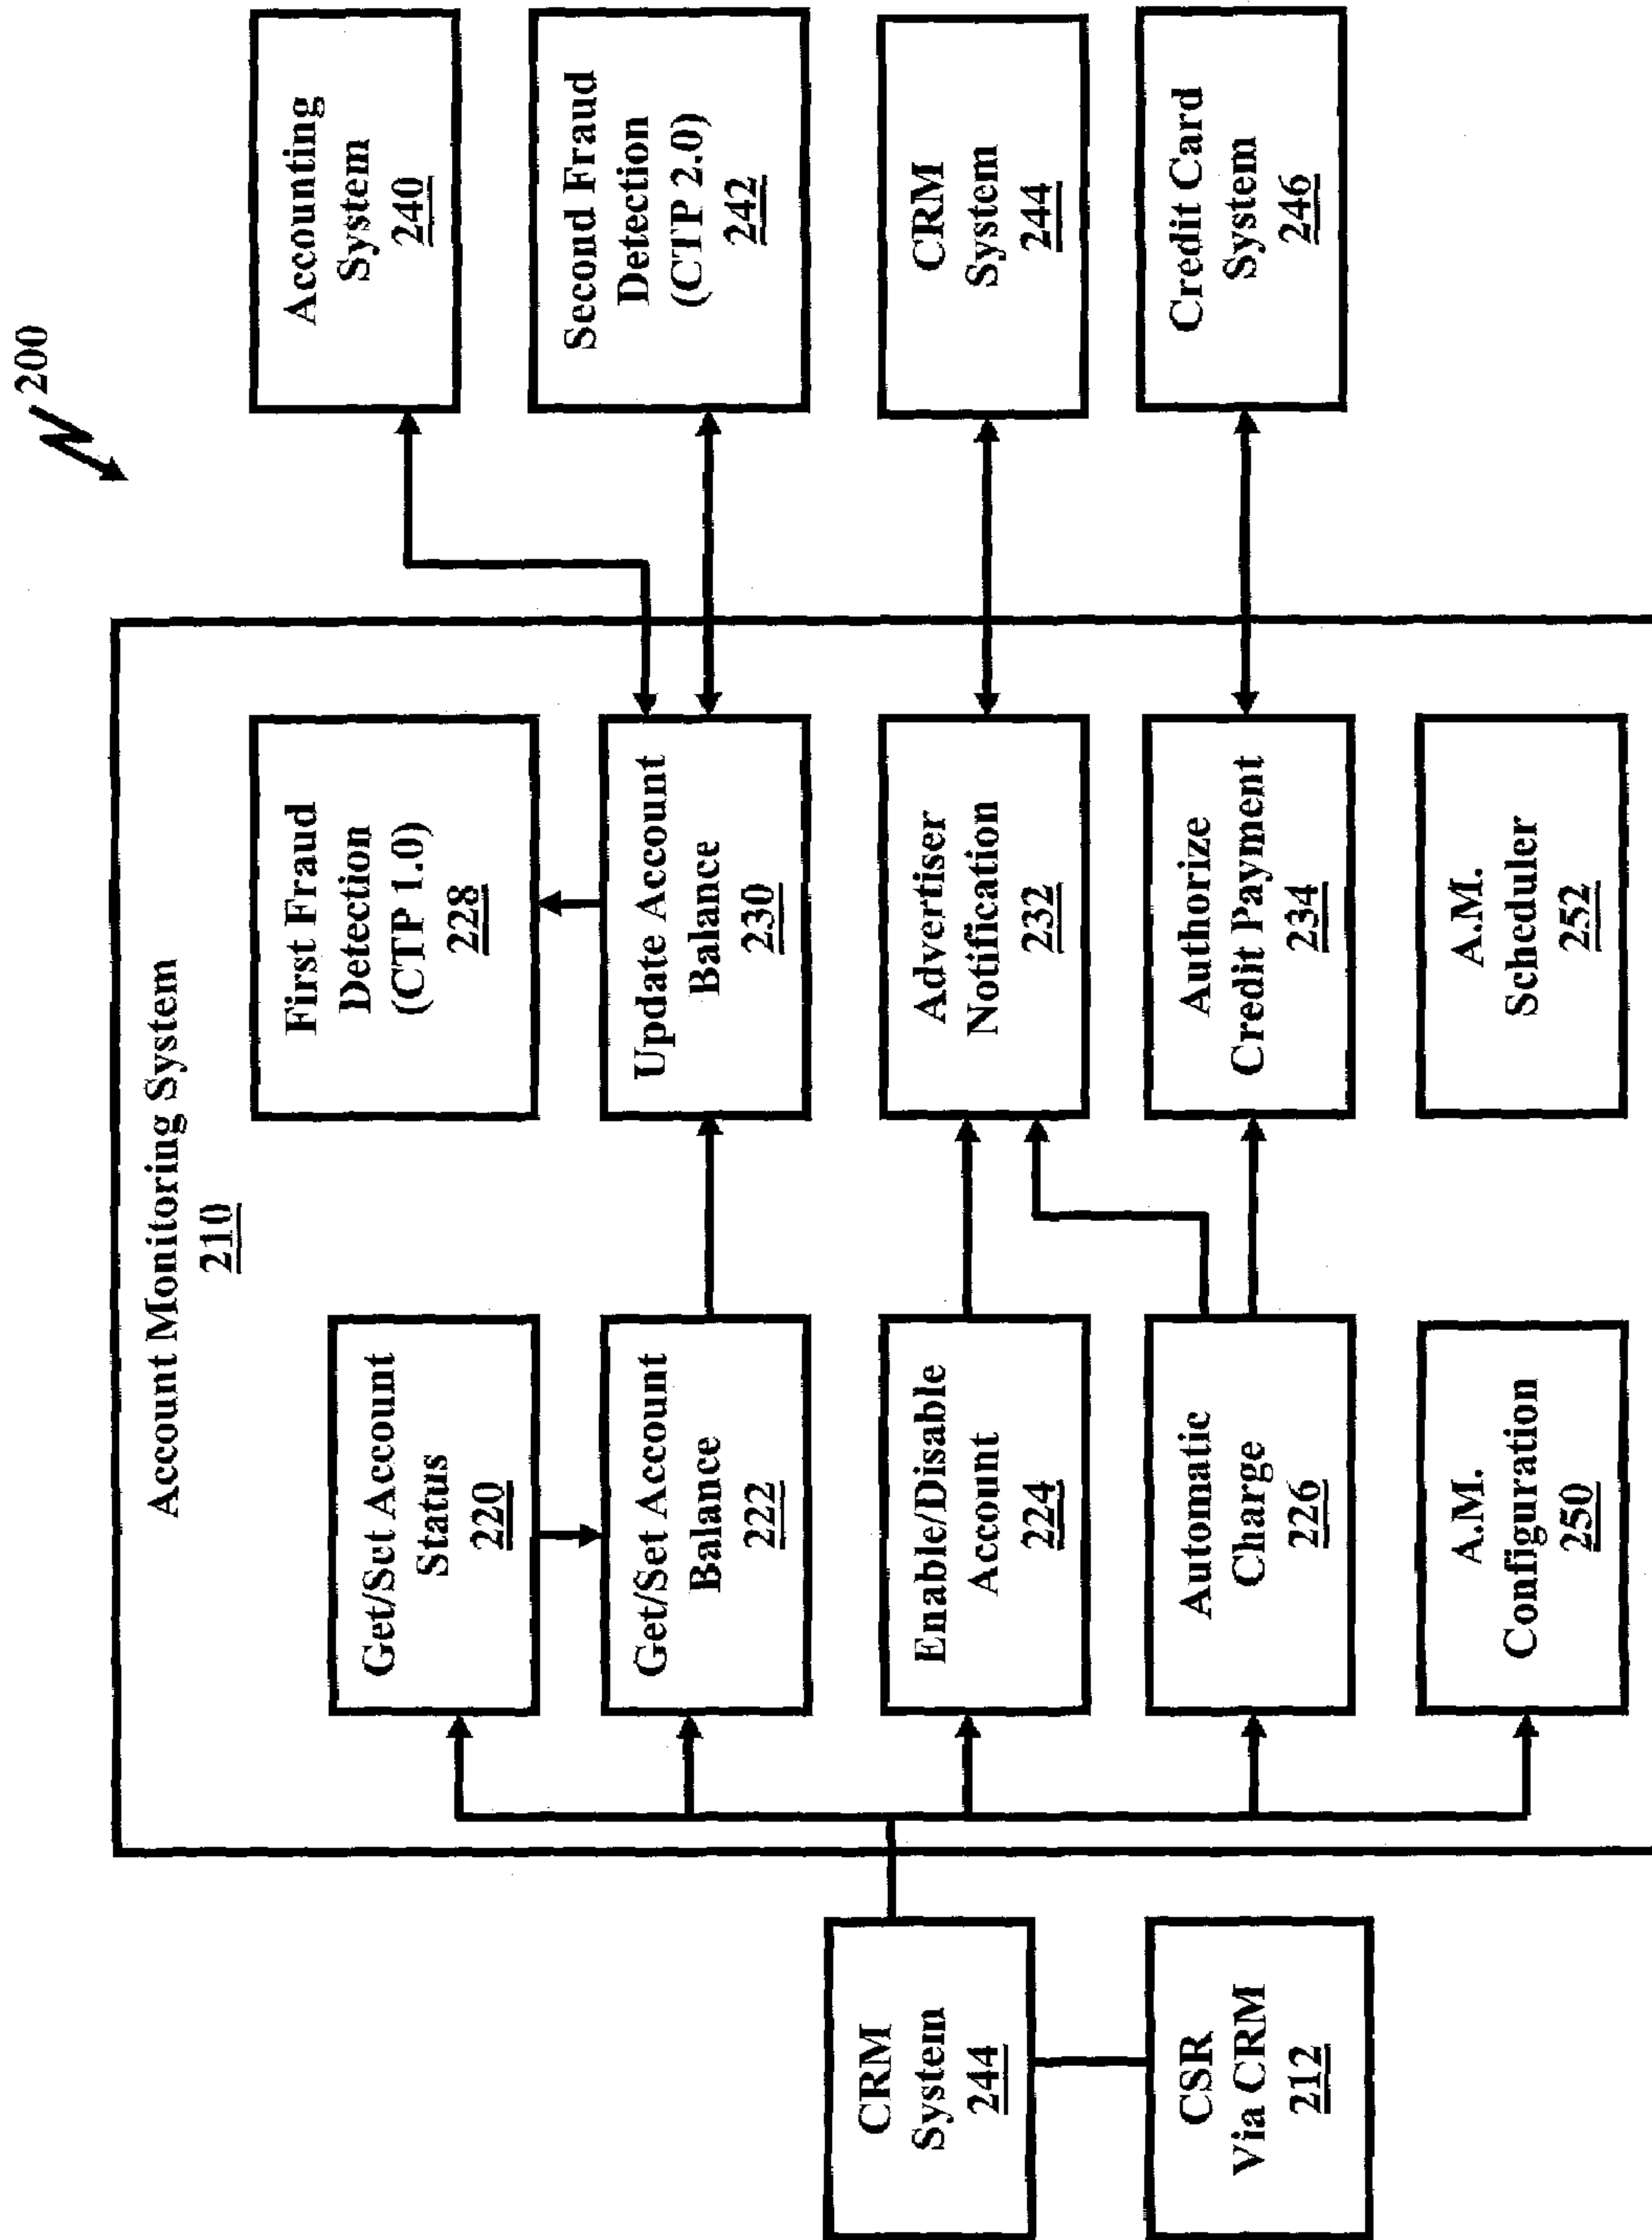 200
Account Monitoring System
210
CRM
System
244
CSR
Via CRM
212
Get/Set Account
Status
220
Get/Set Account
Balance
222
Enable/Disable
Account
224
Automatic
Charge
226
A.M.
Configuration
250
First Fraud
Detection
(CTP 1.0)
228
Update Account
Balance
230
Advertiser
Notification
232
Authorize
Credit Payment
234
A.M.
Scheduler
252
Accounting
System
240
Second Fraud
Detection
(CTP 2.0)
242
CRM
System
244
Credit Card
System
246